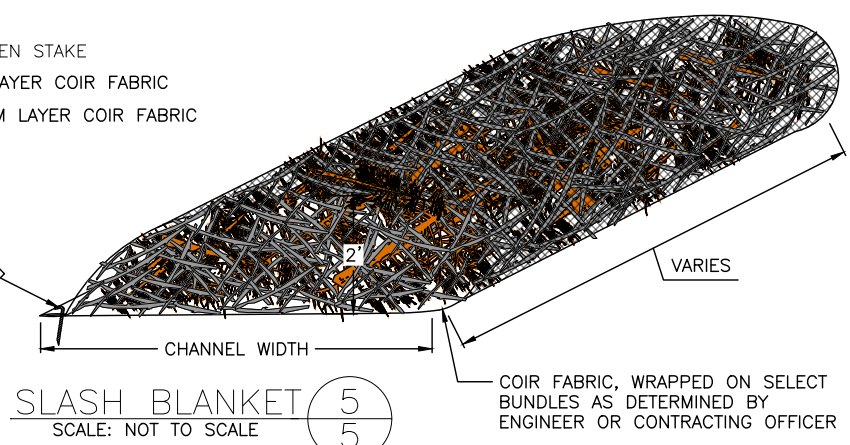 EN STAKE
AYER COIR FABRIC
M LAYER COIR FABRIC
2'
VARIES
CHANNEL WIDTH
COIR FABRIC, WRAPPED ON SELECT
BUNDLES AS DETERMINED BY
ENGINEER OR CONTRACTING OFFICER
SLASH BLANKET
SCALE: NOT TO SCALE
5
5